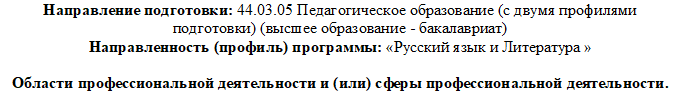 Направление подготовки: 44.03.05 Педагогическое образование (с двумя профилями
подготовки) (высшее образование - бакалавриат)
Направленность (профиль) программы: «Русский язык и Литература »
Области профессиональной деятельности и (или) сферы профессиональной деятельности.